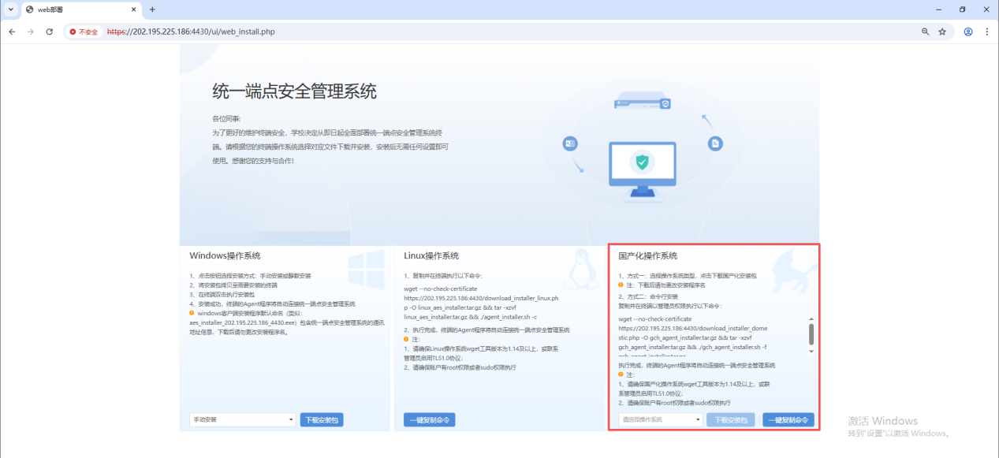 web部署
不安全
https://202.195.225.186:4430/ui/web_install.php
统一端点安全管理系统
各位同事:
为了更好的维护终端安全，学校决定从即日起全面部署统一端点安全管理系统终
端。请根据您的终端操作系统选择对应文件下载并安装，安装后无需任何设置即可
使用。感谢您的支持与合作！
Windows操作系统
1、点击按钮选择安装方式：手动安装或静默安装
2、将安装包拷贝至需要安装的终端
3、在终端双击执行安装包
4、安装成功，终端的Agent程序将自动连接统一端点安全管理系统
windows客户端安装程序默认命名（类似:
aes_installer_202.195.225.186_4430.exe）包含统一端点安全管理系统的通讯
地址信息，下载后请勿更改安装程序名。
手动安装
下载安装包
Linux操作系统
1、复制并在终端执行以下命令：
wget --no-check-certificate
https://202.195.225.186:4430/download_installer_linux.ph
p -O linux_aes_installer.tar.gz && tar -xzvf
linux_aes_installer.tar.gz && ./agent_installer.sh -c
2、执行完成，终端的Agent程序将自动连接统一端点安全管理系统
注：
1、请确保Linux操作系统wget工具版本为1.14及以上，或联系
管理员启用TLS1.0协议；
2、请确保账户有root权限或者sudo权限执行
一键复制命令
国产化操作系统
1、方式一：选择操作系统类型，点击下载国产化安装包
注：下载后请勿更改安装程序名
2、方式二：命令行安装
复制并在终端以管理员权限执行以下命令：
wget --no-check-certificate
https://202.195.225.186:4430/download_installer_dome
stic.php -O gch_agent_installer.tar.gz && tar -xzvf
gch_agent_installer.tar.gz && ./gch_agent_installer.sh -f
gch_agent_installer.tar.gz
执行完成，终端的Agent程序将自动连接统一端点安全管理系统
注：
1、请确保国产化操作系统wget工具版本为1.14及以上，或联
系管理员启用TLS1.0协议；
2、请确保账户有root权限或者sudo权限执行
请选择操作系统
下载安装包
一键复制命令
激活 Windows
转到"设置"以激活 Windows。